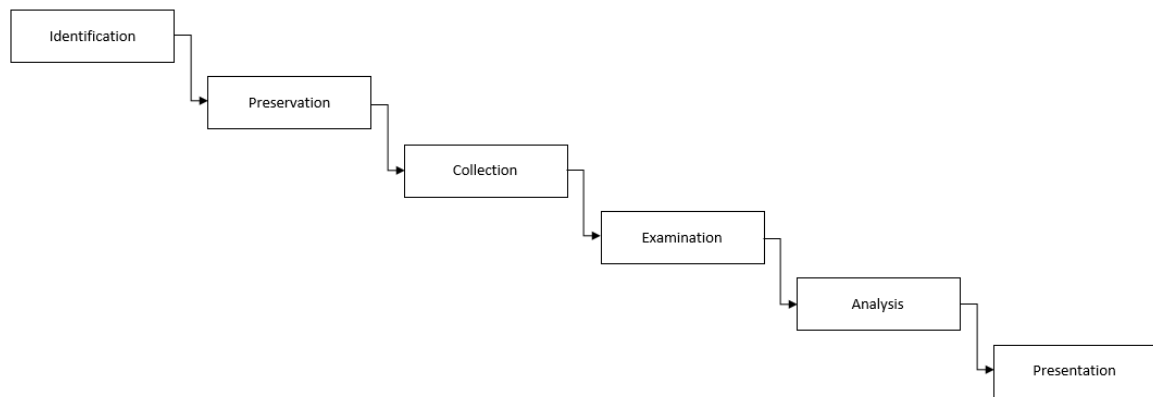 Identification
Preservation
Collection
Examination
Analysis
Presentation